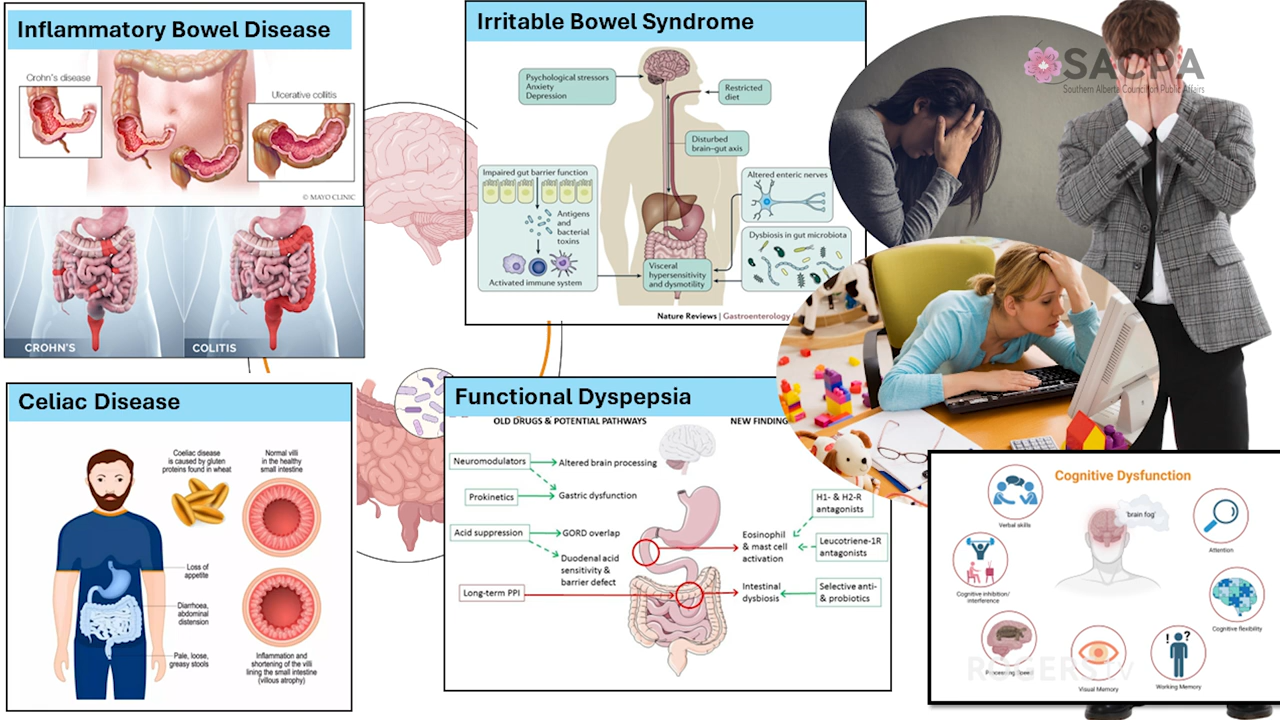 Inflammatory Bowel Disease
Crohn's disease
Ulcerative colitis
© MAYO CLINIC
CROHN'S
COLITIS
Irritable Bowel Syndrome
Psychological stressors
Anxiety
Depression
Restricted
diet
Disturbed
brain–gut axis
Impaired gut barrier function
Antigens
and
bacterial
toxins
Activated immune system
Altered enteric nerves
Dysbiosis in gut microbiota
Visceral
hypersensitivity
and dysmotility
Nature Reviews | Gastroenterology
SACPA
Southern Alberta Council on Public Affairs
Celiac Disease
Coeliac disease
is caused by gluten
proteins found in wheat
Normal villi
in the healthy
small intestine
Loss of
appetite
Diarrhoea,
abdominal
distension
Pale, loose,
greasy stools
Inflammation and
shortening of the villi
lining the small intestine
(villous atrophy)
Functional Dyspepsia
OLD DRUGS & POTENTIAL PATHWAYS
NEW FINDING
Neuromodulators
Altered brain processing
Prokinetics
Gastric dysfunction
Acid suppression
GORD overlap
Duodenal acid
sensitivity &
barrier defect
Long-term PPI
H1- & H2-R
antagonists
Eosinophil
& mast cell
activation
Leucotriene-1R
antagonists
Intestinal
dysbiosis
Selective anti-
& probiotics
Cognitive Dysfunction
'brain fog'
Verbal skills
Attention
Cognitive inhibition/
interference
Cognitive flexibility
Processing Speed
Visual Memory
!?
Working Memory
ROGERS tv